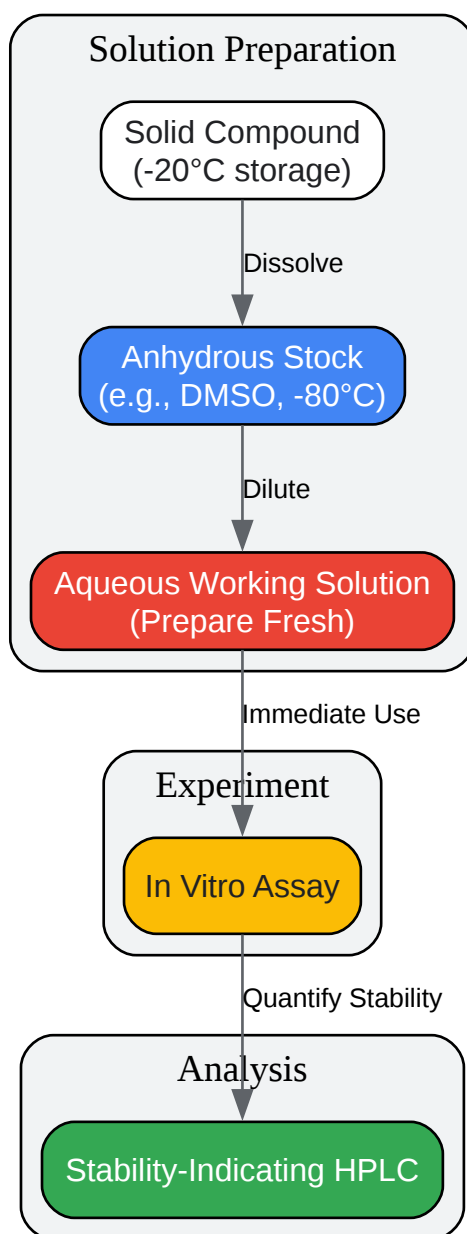 Solution Preparation
Solid Compound
(-20°C storage)
Dissolve
Anhydrous Stock
(e.g., DMSO, -80°C)
Dilute
Aqueous Working Solution
(Prepare Fresh)
Immediate Use
Experiment
In Vitro Assay
Quantify Stability
Analysis
Stability-Indicating HPLC